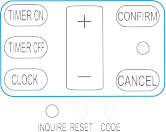 TIMER ON
+
CONFIRM
TIMER OFF
CLOCK
−
CANCEL
INQUIRE RESET CODE